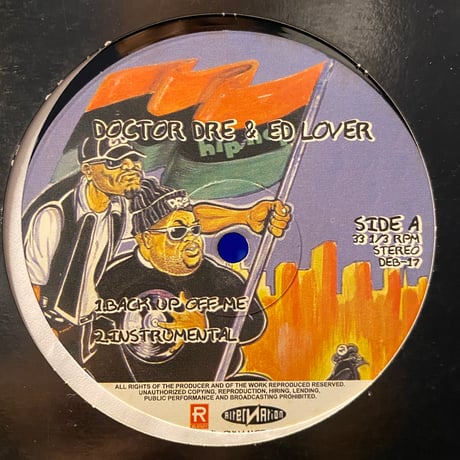 DOCTOR DRE & ED LOVER
hip h
DRE
SIDE A
33 1/3 RPM
STEREO
DEB-17
1.BACK UP OFF ME
2.INSTRUMENTAL
ALL RIGHTS OF THE PRODUCER AND OF THE WORK REPRODUCED RESERVED.
UNAUTHORIZED COPYING, REPRODUCTION, HIRING, LENDING,
PUBLIC PERFORMANCE AND BROADCASTING PROHIBITED.
R
alterNation